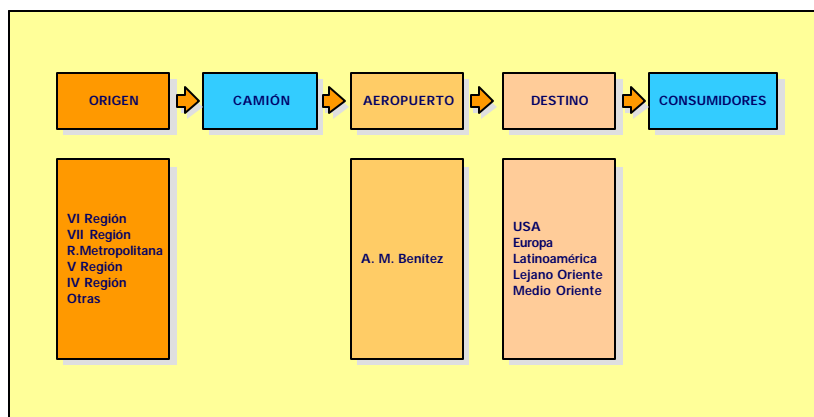 ORIGEN
CAMIÓN
AEROPUERTO
DESTINO
CONSUMIDORES
VI Región
VII Región
R.Metropolitana
V Región
IV Región
Otras
A. M. Benítez
USA
Europa
Latinoamérica
Lejano Oriente
Medio Oriente